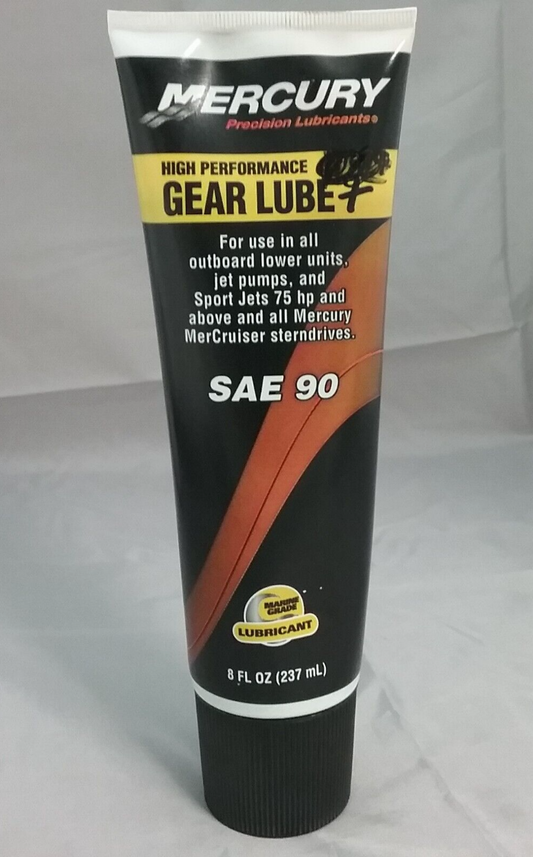 MERCURY
Precision Lubricants
HIGH PERFORMANCE
GEAR LUBE
For use in all
outboard lower units,
jet pumps, and
Sport Jets 75 hp and
above and all Mercury
MerCruiser sterndrives.
SAE 90
MARINE
GRADE
LUBRICANT
8 FL OZ (237 mL)